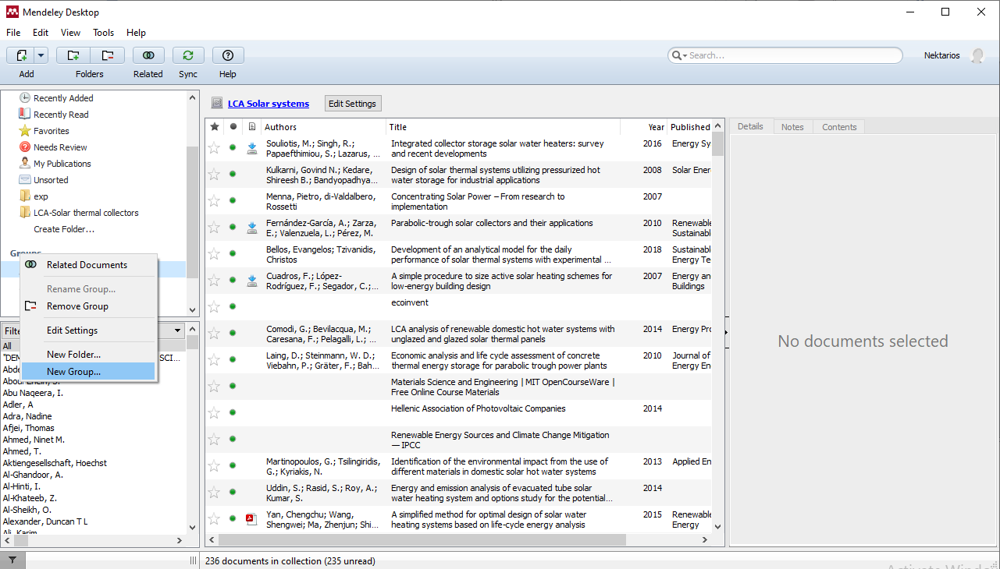 Mendeley Desktop
File Edit View Tools Help
Add Folders Related Sync Help
Search...
Nektarios
Recently Added
Recently Read
Favorites
Needs Review
My Publications
Unsorted
exp
LCA-Solar thermal collectors
Create Folder...
Groups
Related Documents
Rename Group...
Remove Group
Edit Settings
New Folder...
New Group...
All
Abu Naqeera, I.
Adler, A
Adra, Nadine
Afjei, Thomas
Ahmed, Ninet M.
Ahmed, T.
Aktiengesellschaft, Hoechst
Al-Ghandoor, A.
Al-Hinti, I.
Al-Khateeb, Z.
Al-Sheikh, O.
Alexander, Duncan T L
Ali, Karim
LCA Solar systems Edit Settings
Authors Title Year Published
Souliotis, M.; Singh, R.; Integrated collector storage solar water heaters: survey 2016 Energy Sy
Papaefthimiou, S.; Lazarus, ... and recent developments
Kulkarni, Govind N.; Kedare, Design of solar thermal systems utilizing pressurized hot 2008 Solar Ener
Shireesh B.; Bandyopadhya... water storage for industrial applications
Menna, Pietro, di-Valdalbero, Concentrating Solar Power – From research to 2007
Rossetti implementation
Fernández-García, A.; Zarza, Parabolic-trough solar collectors and their applications 2010 Renewable
E.; Valenzuela, L.; Pérez, M. Sustainabl
Bellos, Evangelos; Tzivanidis, Development of an analytical model for the daily 2018 Sustainabl
Christos performance of solar thermal systems with experimental ... Energy Te
Cuadros, F.; López- A simple procedure to size active solar heating schemes for 2007 Energy an
Rodríguez, F.; Segador, C.;... low-energy building design Buildings
ecoinvent
Comodi, G.; Bevilacqua, M.; LCA analysis of renewable domestic hot water systems with 2014 Energy Pro
Caresana, F.; Pelagalli, L.; ... unglazed and glazed solar thermal panels
Laing, D.; Steinmann, W. D.; Economic analysis and life cycle assessment of concrete 2010 Journal of
Viebahn, P.; Gräter, F.; Bah... thermal energy storage for parabolic trough power plants Energy En
Materials Science and Engineering | MIT OpenCourseWare |
Free Online Course Materials
Hellenic Association of Photovoltaic Companies 2014
Renewable Energy Sources and Climate Change Mitigation
— IPCC
Martinopoulos, G.; Tsilingiridis, Identification of the environmental impact from the use of 2013 Applied En
G.; Kyriakis, N. different materials in domestic solar hot water systems
Uddin, S.; Rasid, S.; Roy, A.; Energy and emission analysis of evacuated tube solar 2014
Kumar, S. water heating system and options study for the potential...
Yan, Chengchu; Wang, A simplified method for optimal design of solar water 2015 Renewable
Shengwei; Ma, Zhenjun; Shi... heating systems based on life-cycle energy analysis Energy
Details Notes Contents
No documents selected
236 documents in collection (235 unread)